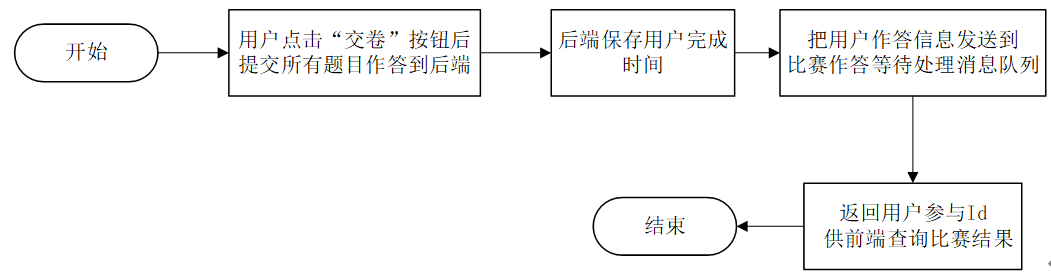 开始
用户点击“交卷”按钮后
提交所有题目作答到后端
后端保存用户完成
时间
把用户作答信息发送到
比赛作答等待处理消息队列
返回用户参与Id
供前端查询比赛结果
结束